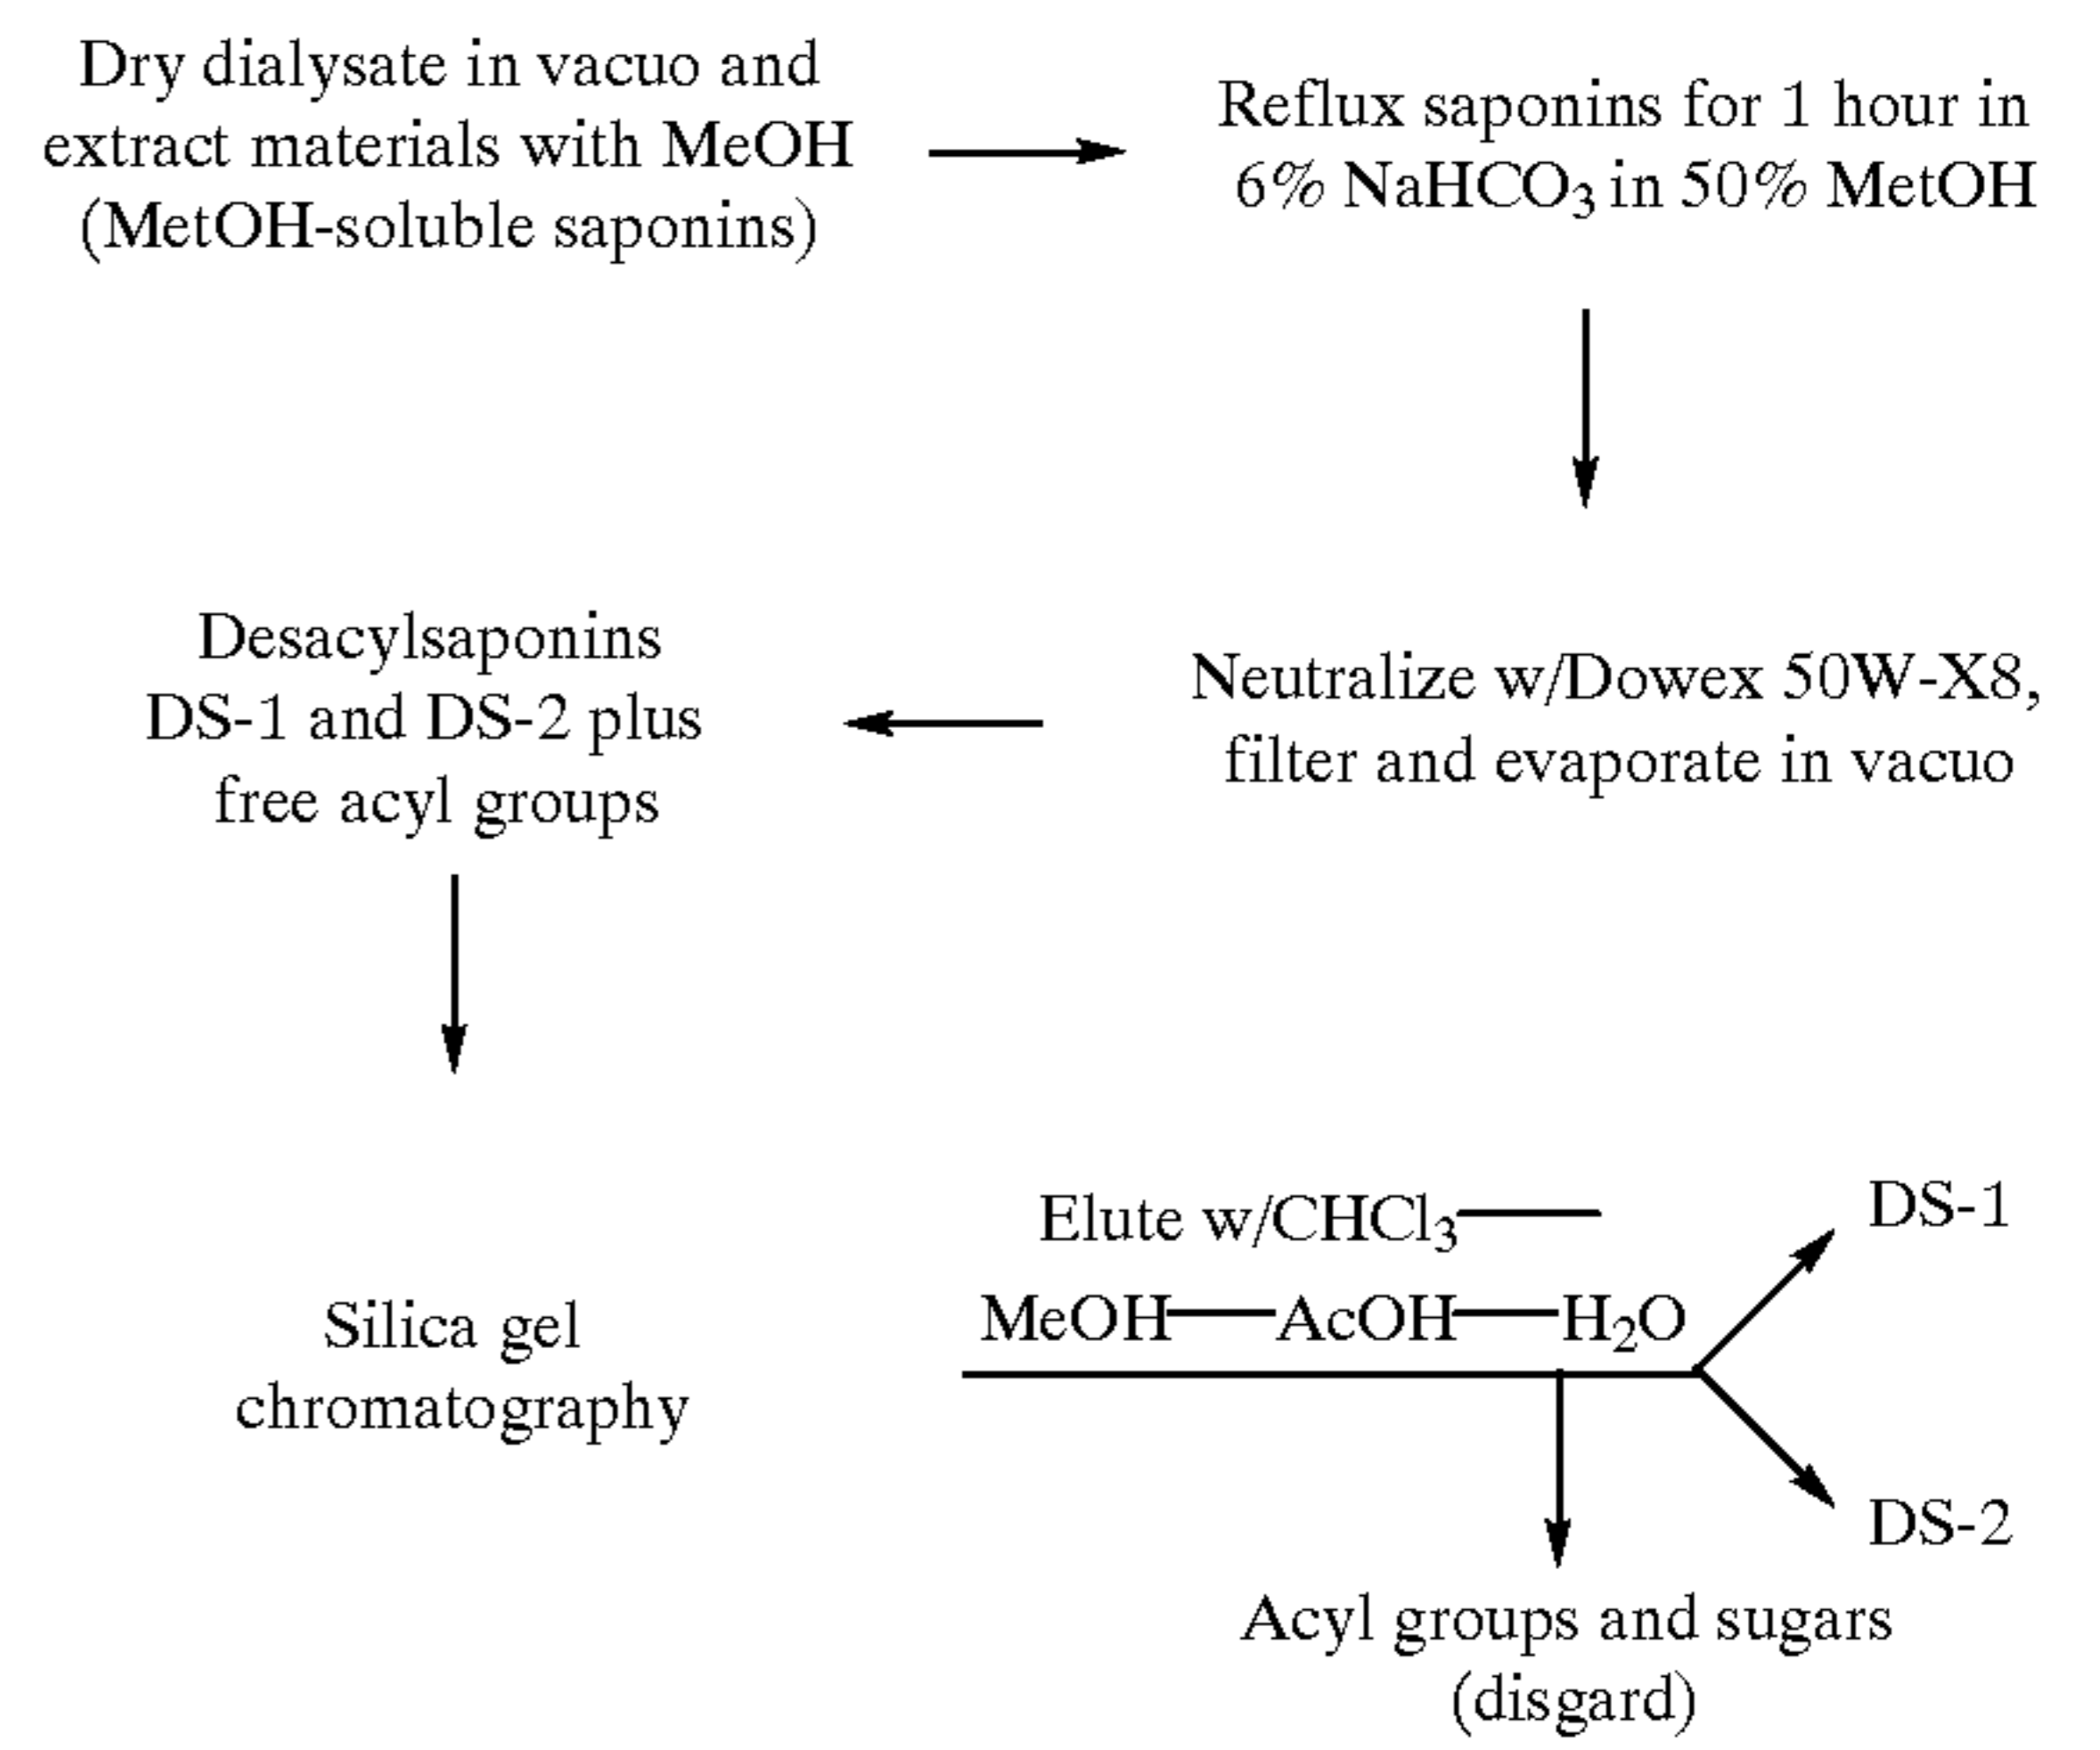 Dry dialysate in vacuo and
extract materials with MeOH
(MetOH-soluble saponins)
Reflux saponins for 1 hour in
6% NaHCO₃ in 50% MetOH
Neutralize w/Dowex 50W-X8,
filter and evaporate in vacuo
Desacylsaponins
DS-1 and DS-2 plus
free acyl groups
Silica gel
chromatography
Elute w/CHCl₃—
MeOH—AcOH—H₂O
DS-1
DS-2
Acyl groups and sugars
(disgard)